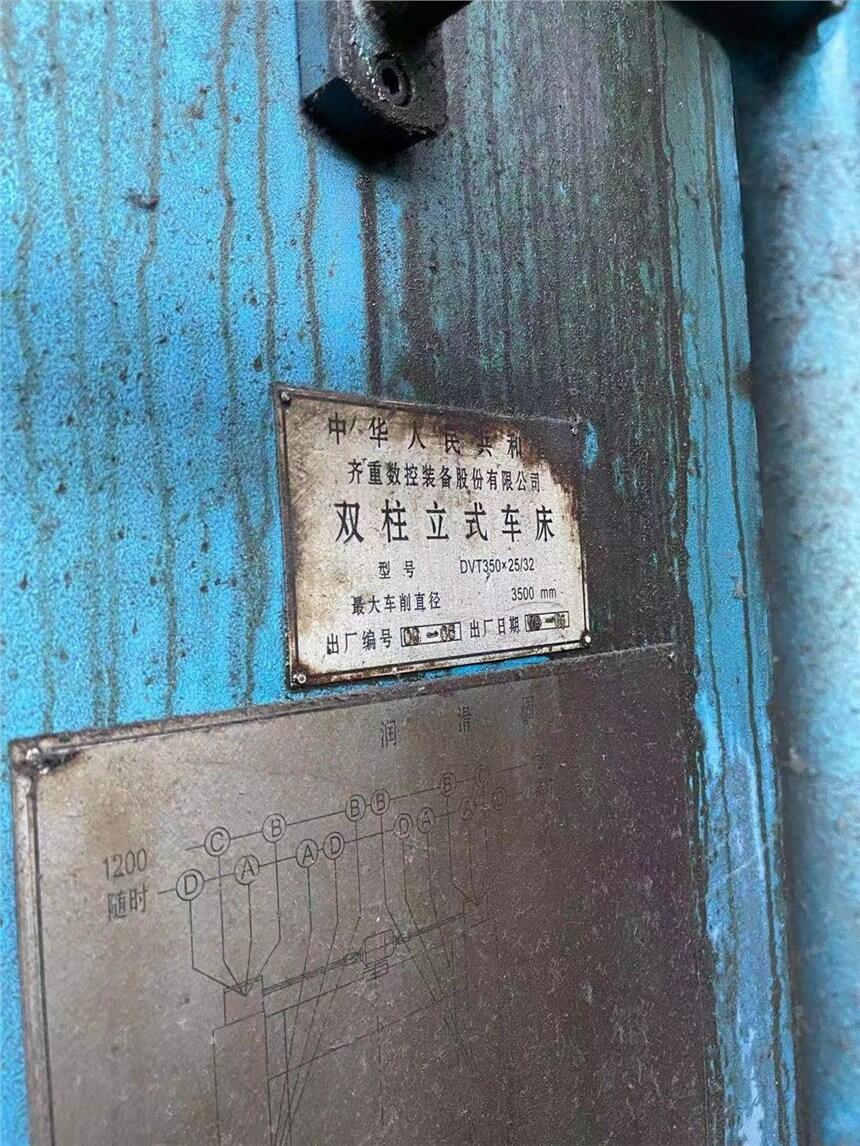 中华人民共和
齐重数控装备股份有限公司
双柱立式车床
型号 DVT350×25/32
最大车削直径 3500 mm
出厂编号 出厂日期
润滑图
C B B B B C
1200
D A A D D A A D
随时